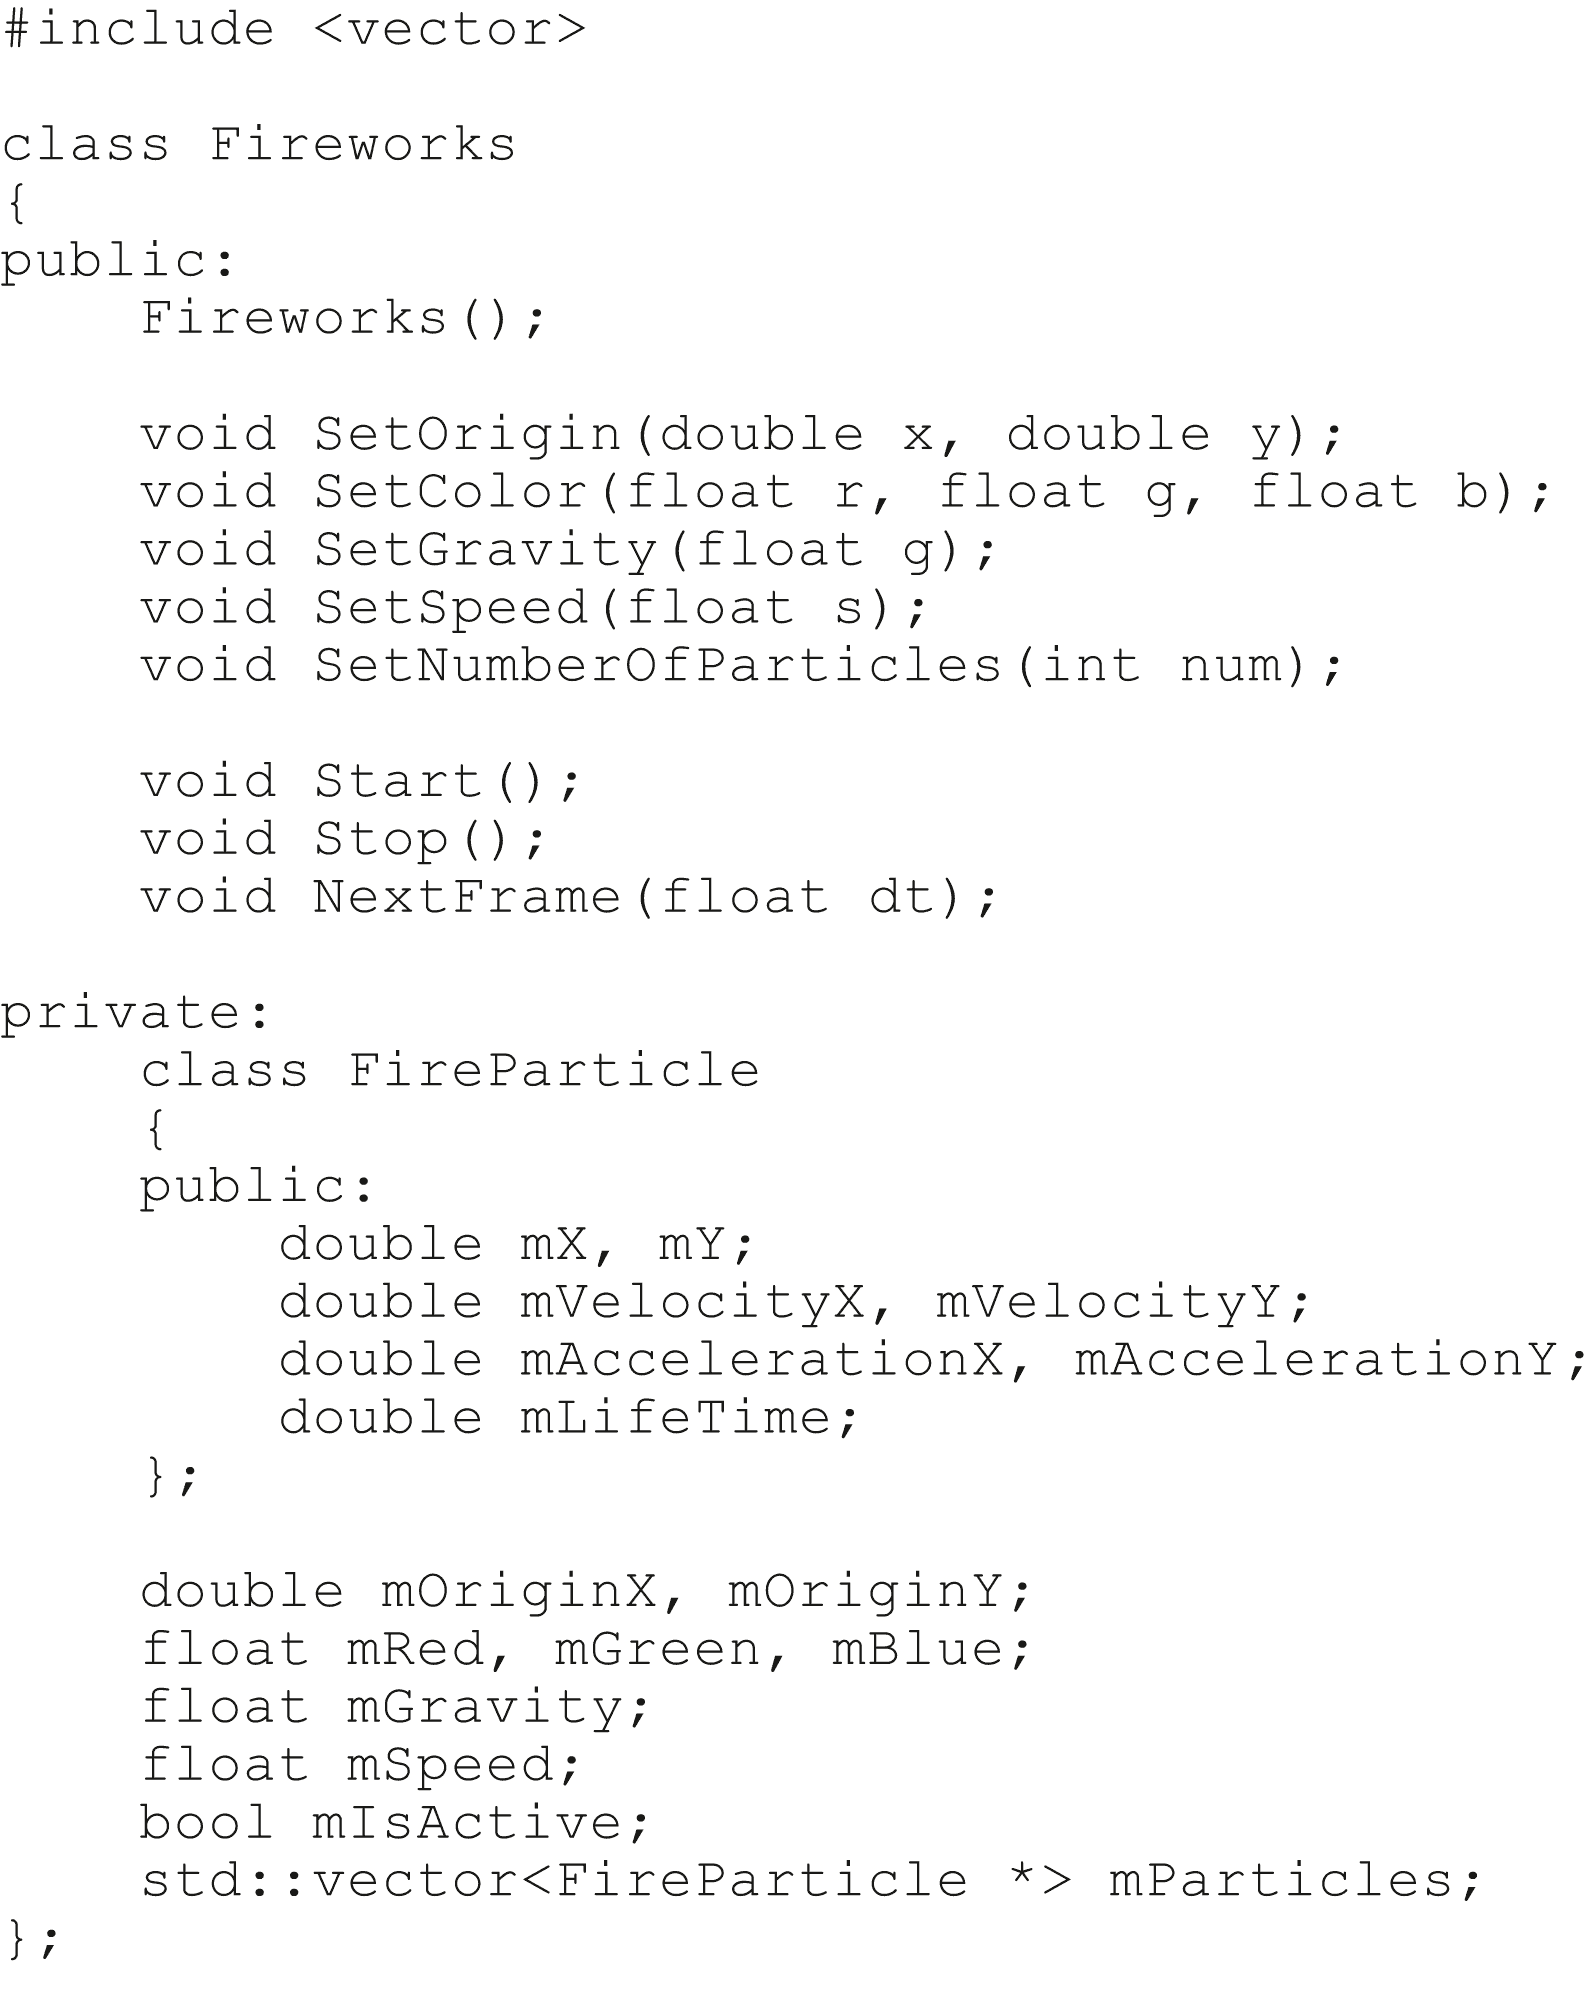 #include <vector>

class Fireworks
{
public:
    Fireworks();

    void SetOrigin(double x, double y);
    void SetColor(float r, float g, float b);
    void SetGravity(float g);
    void SetSpeed(float s);
    void SetNumberOfParticles(int num);

    void Start();
    void Stop();
    void NextFrame(float dt);

private:
    class FireParticle
    {
    public:
        double mX, mY;
        double mVelocityX, mVelocityY;
        double mAccelerationX, mAccelerationY;
        double mLifeTime;
    };

    double mOriginX, mOriginY;
    float mRed, mGreen, mBlue;
    float mGravity;
    float mSpeed;
    bool mIsActive;
    std::vector<FireParticle *> mParticles;
};